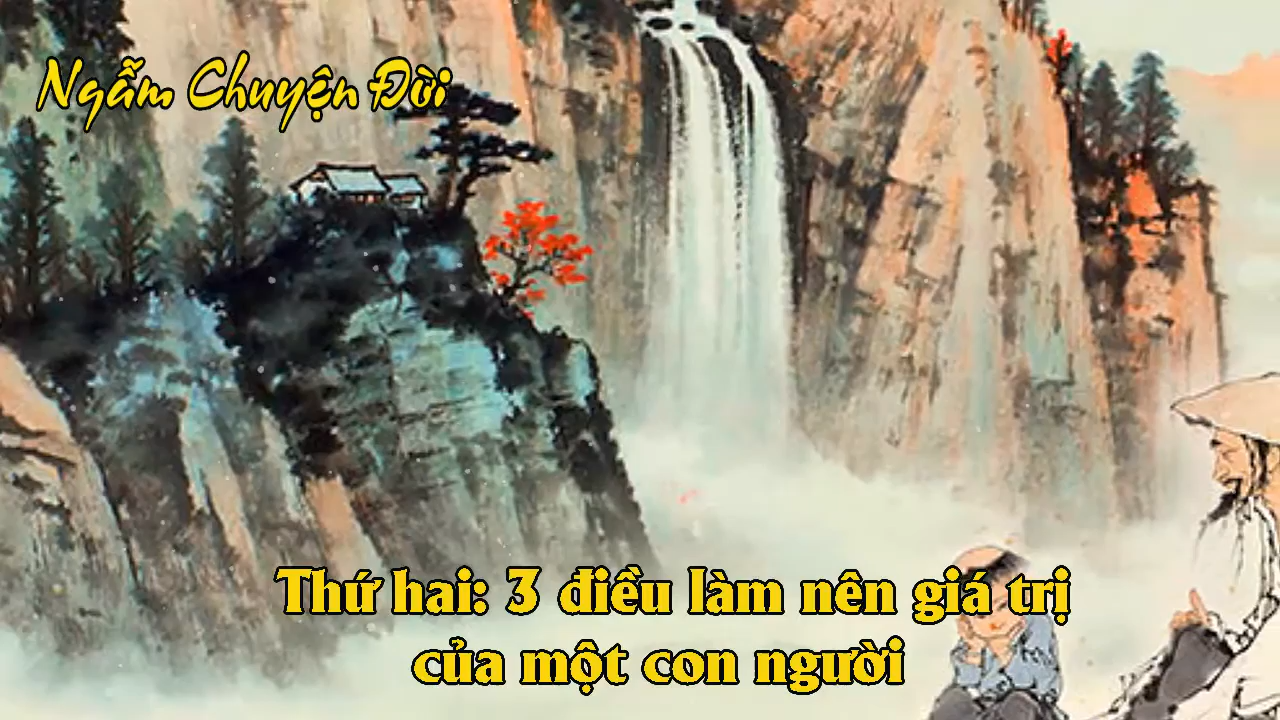 Ngẫm Chuyện Đời
Thứ hai: 3 điều làm nên giá trị
của một con người